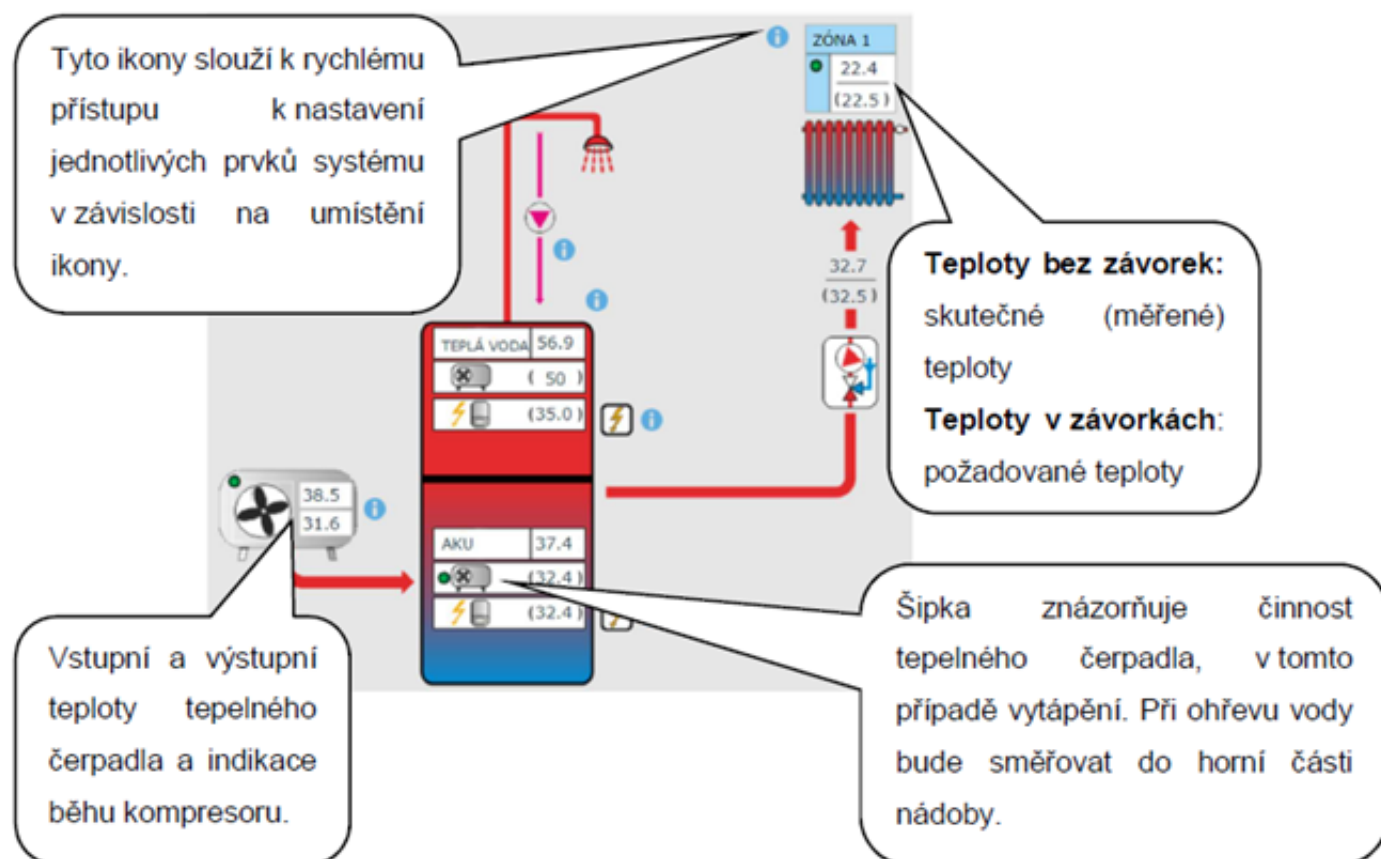 Tyto ikony slouží k rychlému
přístupu k nastavení
jednotlivých prvků systému
v závislosti na umístění
ikony.
ZÓNA 1
22.4
(22.5)
Teploty bez závorek:
skutečné (měřené)
teploty
Teploty v závorkách:
požadované teploty
32.7
(32.5)
TEPLÁ VODA 56.9
( 50 )
(35.0)
38.5
31.6
AKU 37.4
(32.4)
(32.4)
Vstupní a výstupní
teploty tepelného
čerpadla a indikace
běhu kompresoru.
Šipka znázorňuje činnost
tepelného čerpadla, v tomto
případě vytápění. Při ohřevu vody
bude směřovat do horní části
nádoby.